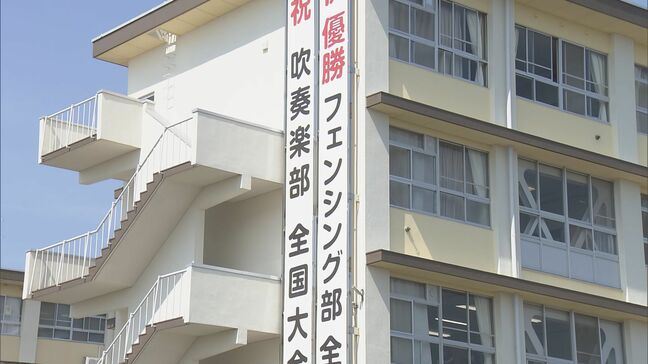 優勝 フェンシング部 全
祝 吹奏楽部 全国大会